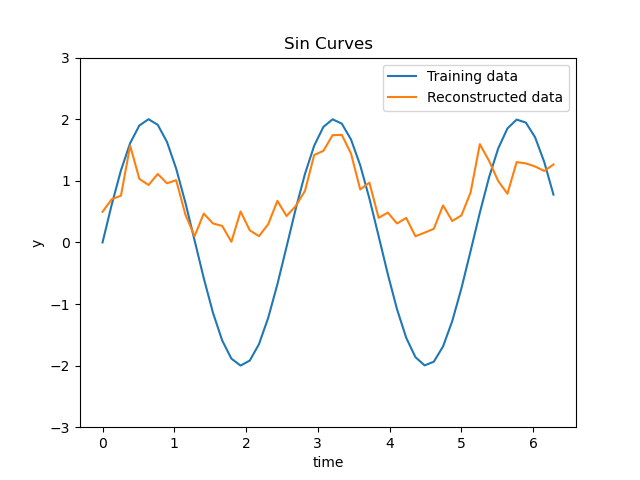 Sin Curves
Training data
Reconstructed data
3
2
1
0
−1
−2
−3
y
0 1 2 3 4 5 6
time